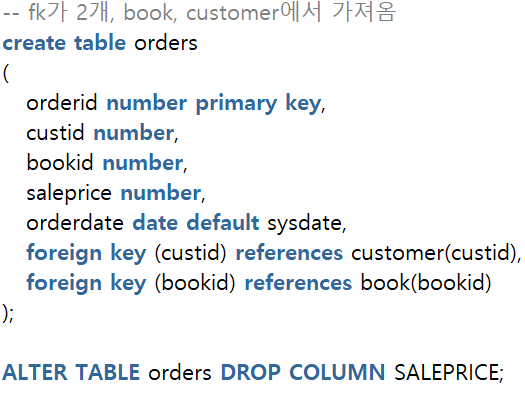 -- fk가 2개, book, customer에서 가져옴
create table orders
(
orderid number primary key,
custid number,
bookid number,
saleprice number,
orderdate date default sysdate,
foreign key (custid) references customer(custid),
foreign key (bookid) references book(bookid)
);
ALTER TABLE orders DROP COLUMN SALEPRICE;